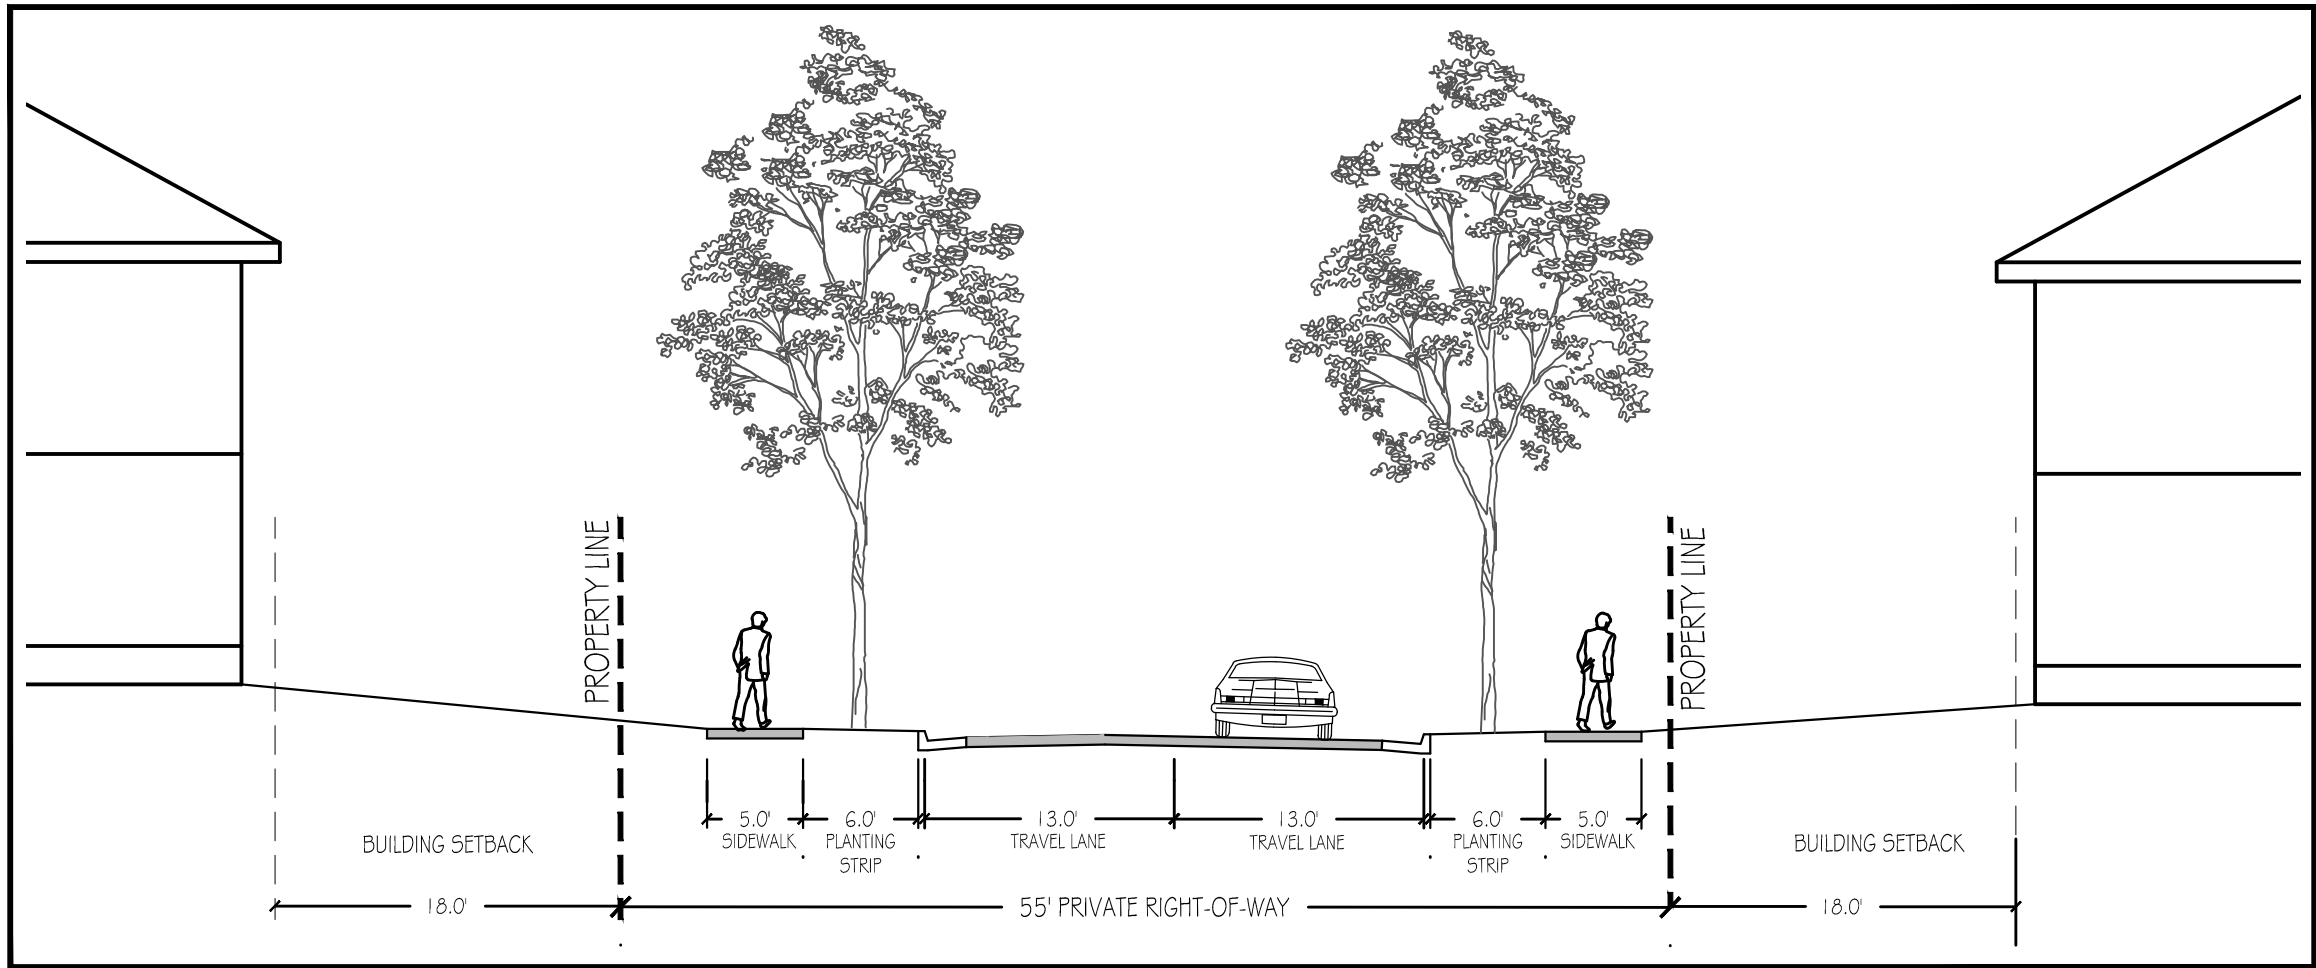 PROPERTY LINE
PROPERTY LINE
5.0'
6.0'
13.0'
13.0'
6.0'
5.0'
SIDEWALK
PLANTING
STRIP
TRAVEL LANE
TRAVEL LANE
PLANTING
STRIP
SIDEWALK
BUILDING SETBACK
BUILDING SETBACK
18.0'
55' PRIVATE RIGHT-OF-WAY
18.0'